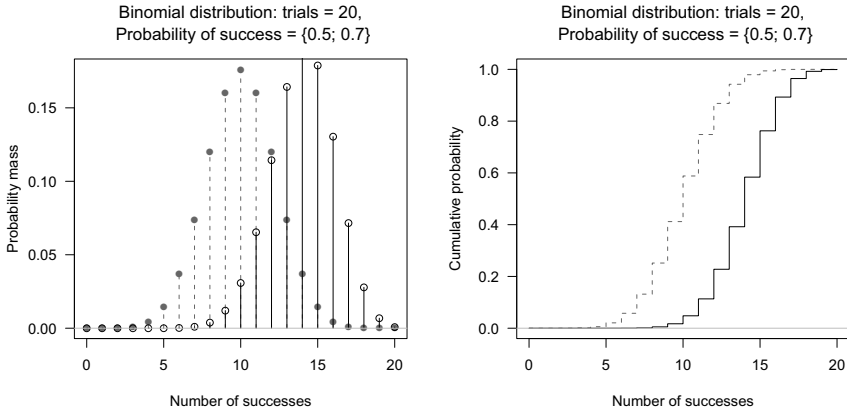 Binomial distribution: trials = 20,
Probability of success = {0.5; 0.7}
Probability mass
0.15
0.10
0.05
0.00
0 5 10 15 20
Number of successes
Binomial distribution: trials = 20,
Probability of success = {0.5; 0.7}
Cumulative probability
1.0
0.8
0.6
0.4
0.2
0.0
0 5 10 15 20
Number of successes